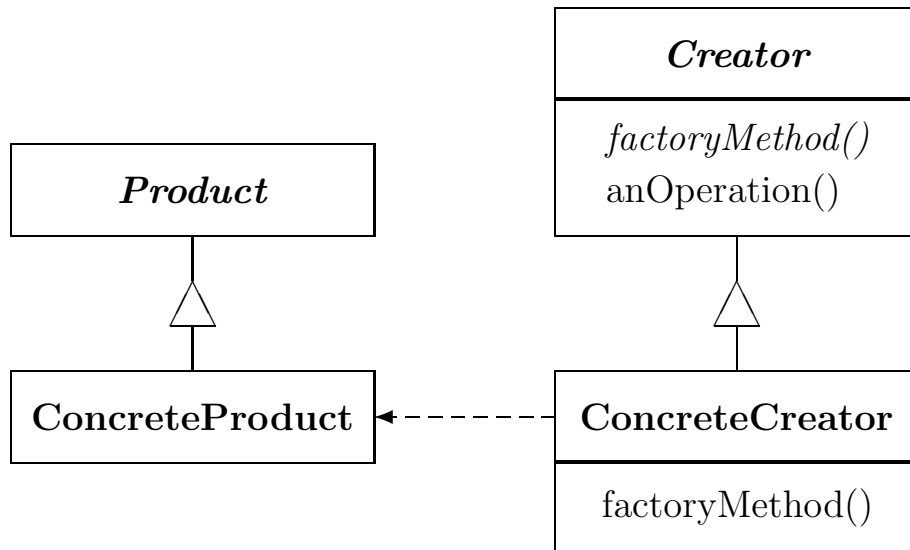 Creator
factoryMethod()
anOperation()
Product
ConcreteProduct
ConcreteCreator
factoryMethod()